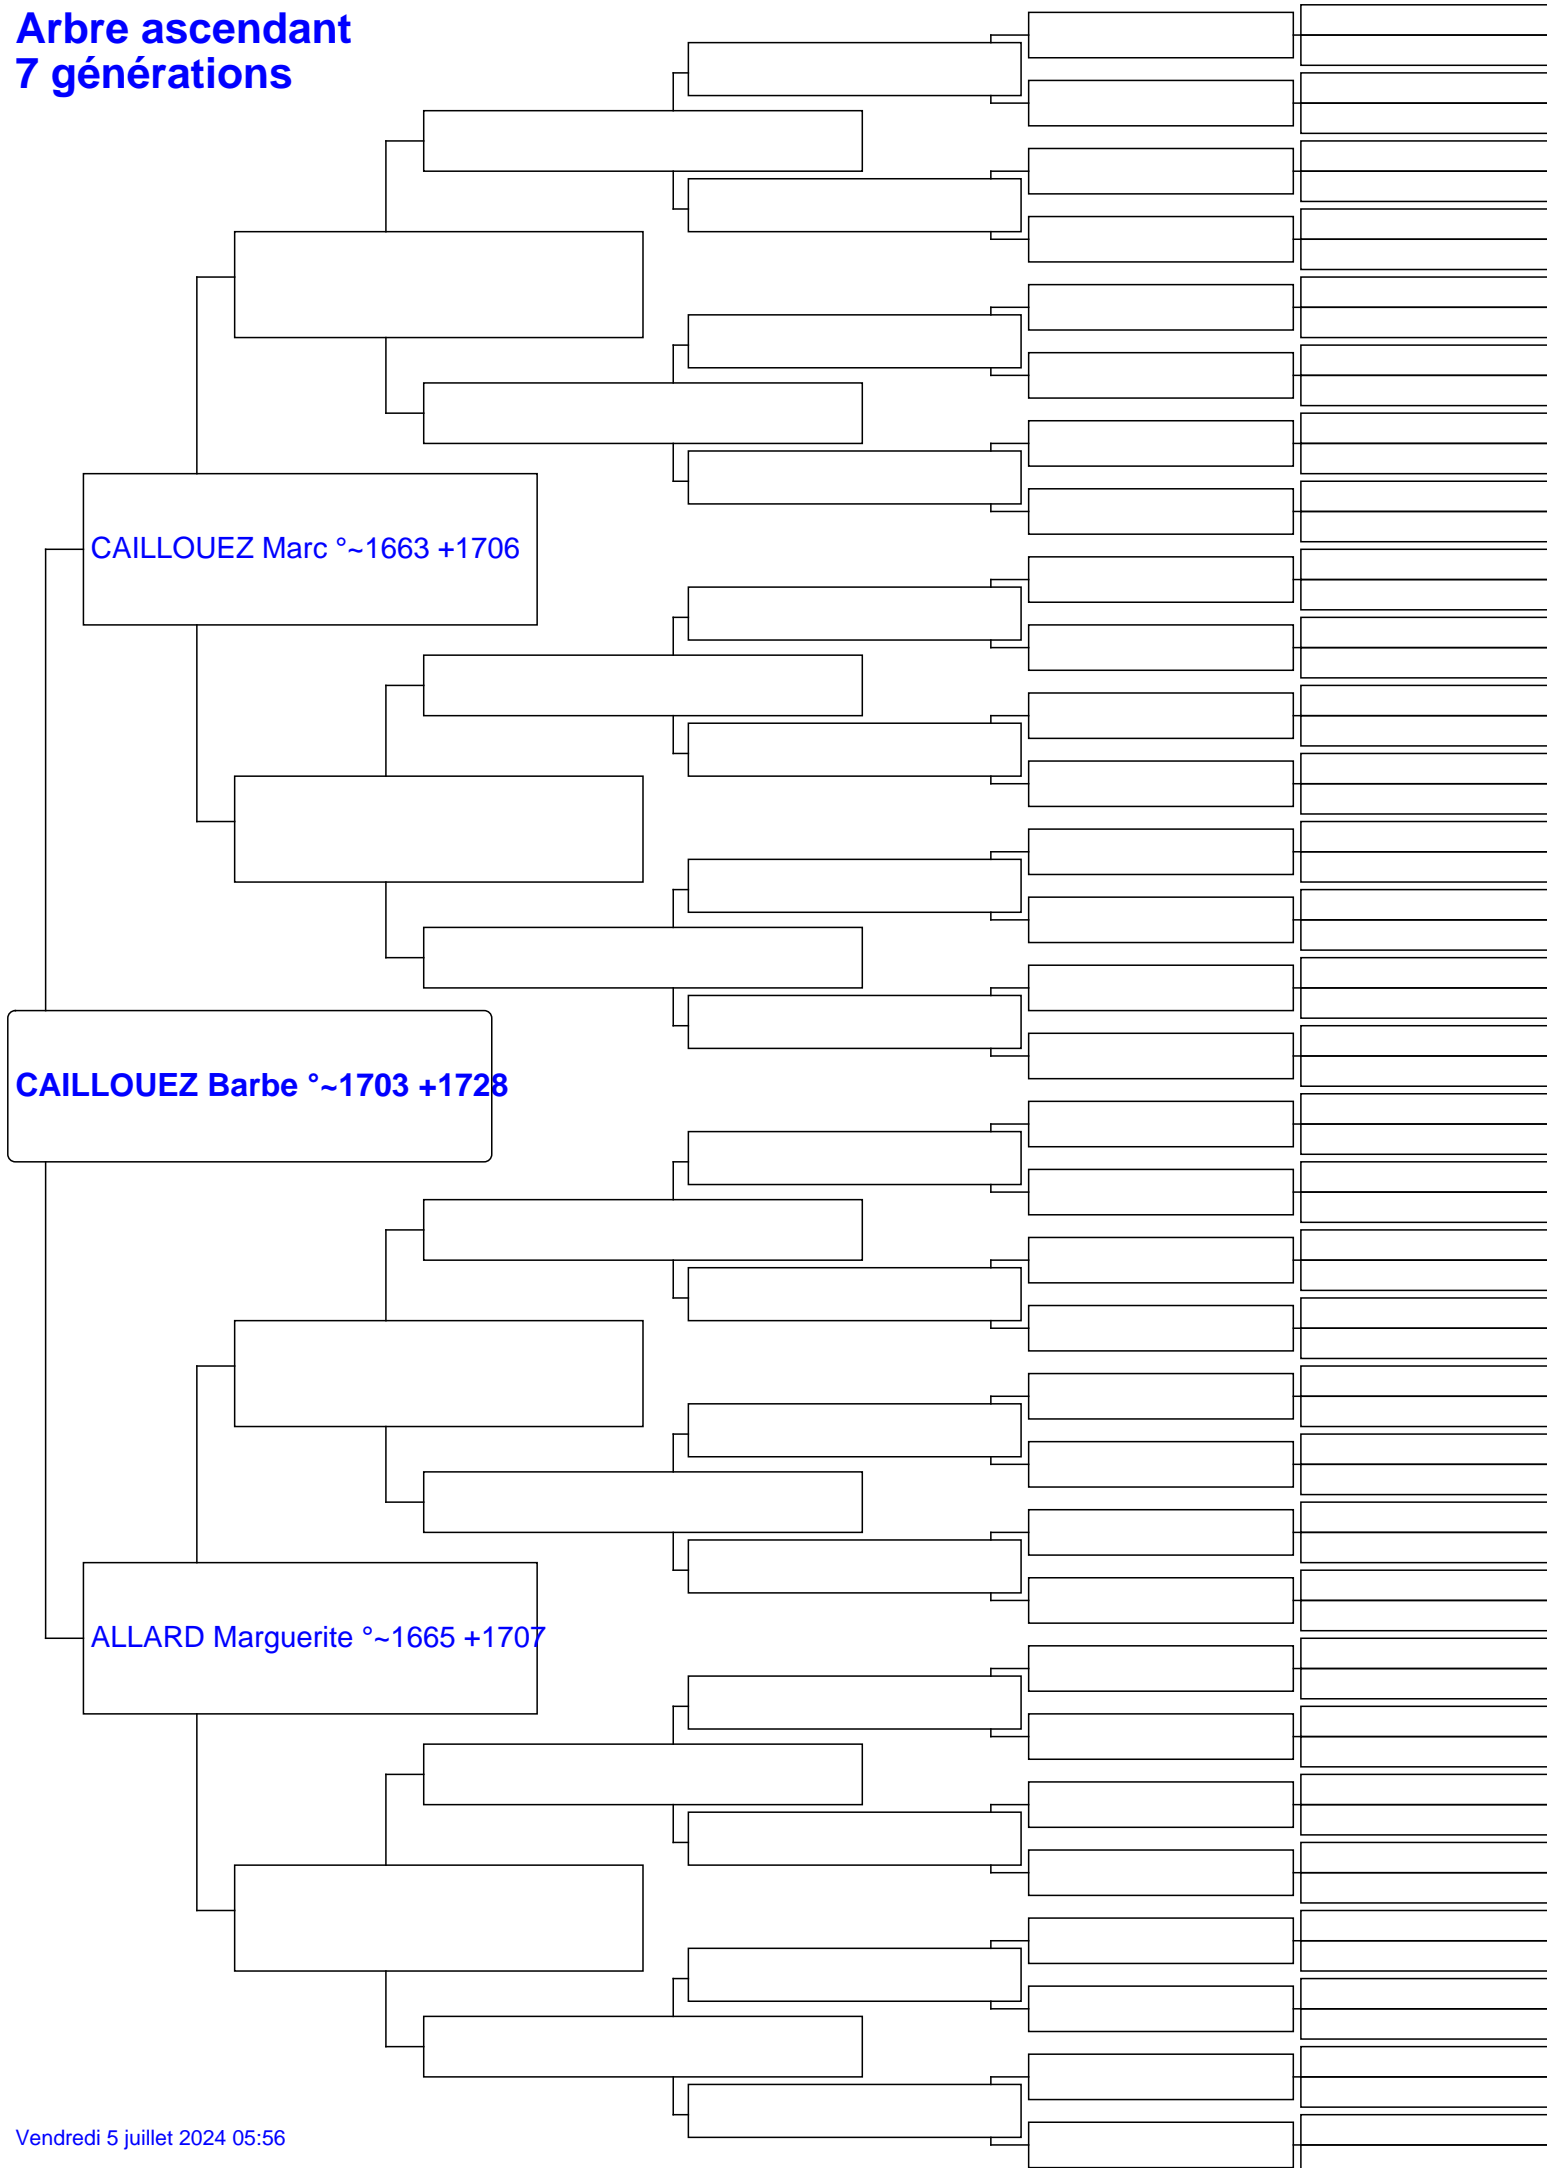 Arbre ascendant
7 générations
CAILLOUEZ Marc °~1663 +1706
CAILLOUEZ Barbe °~1703 +1728
ALLARD Marguerite °~1665 +1707
Vendredi 5 juillet 2024 05:56